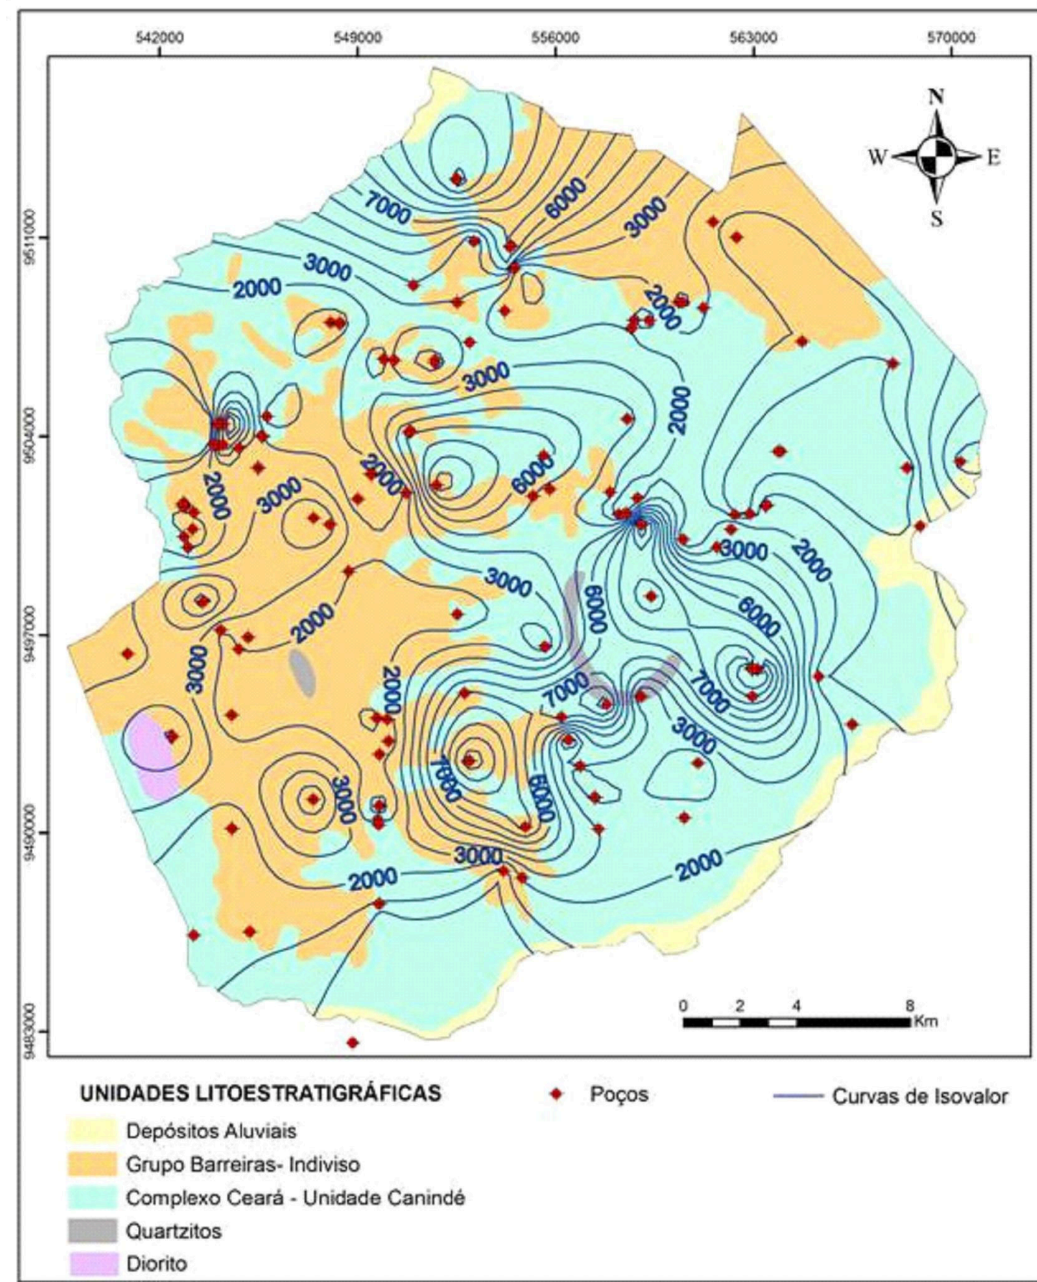 542000 549000 556000 563000 570000
N
W E
S
9511000
9504000
9497000
9490000
9483000
7000
6000
3000
3000
2000
2000
3000
2000
2000
6000
2000
3000
3000
2000
3000
6000
6000
2000
3000
2000
7000
7000
3000
7000
6000
3000
3000
2000
2000
0 2 4 8
Km
UNIDADES LITOESTRATIGRÁFICAS
Poços
Curvas de Isovalor
Depósitos Aluviais
Grupo Barreiras- Indiviso
Complexo Ceará - Unidade Canindé
Quartzitos
Diorito